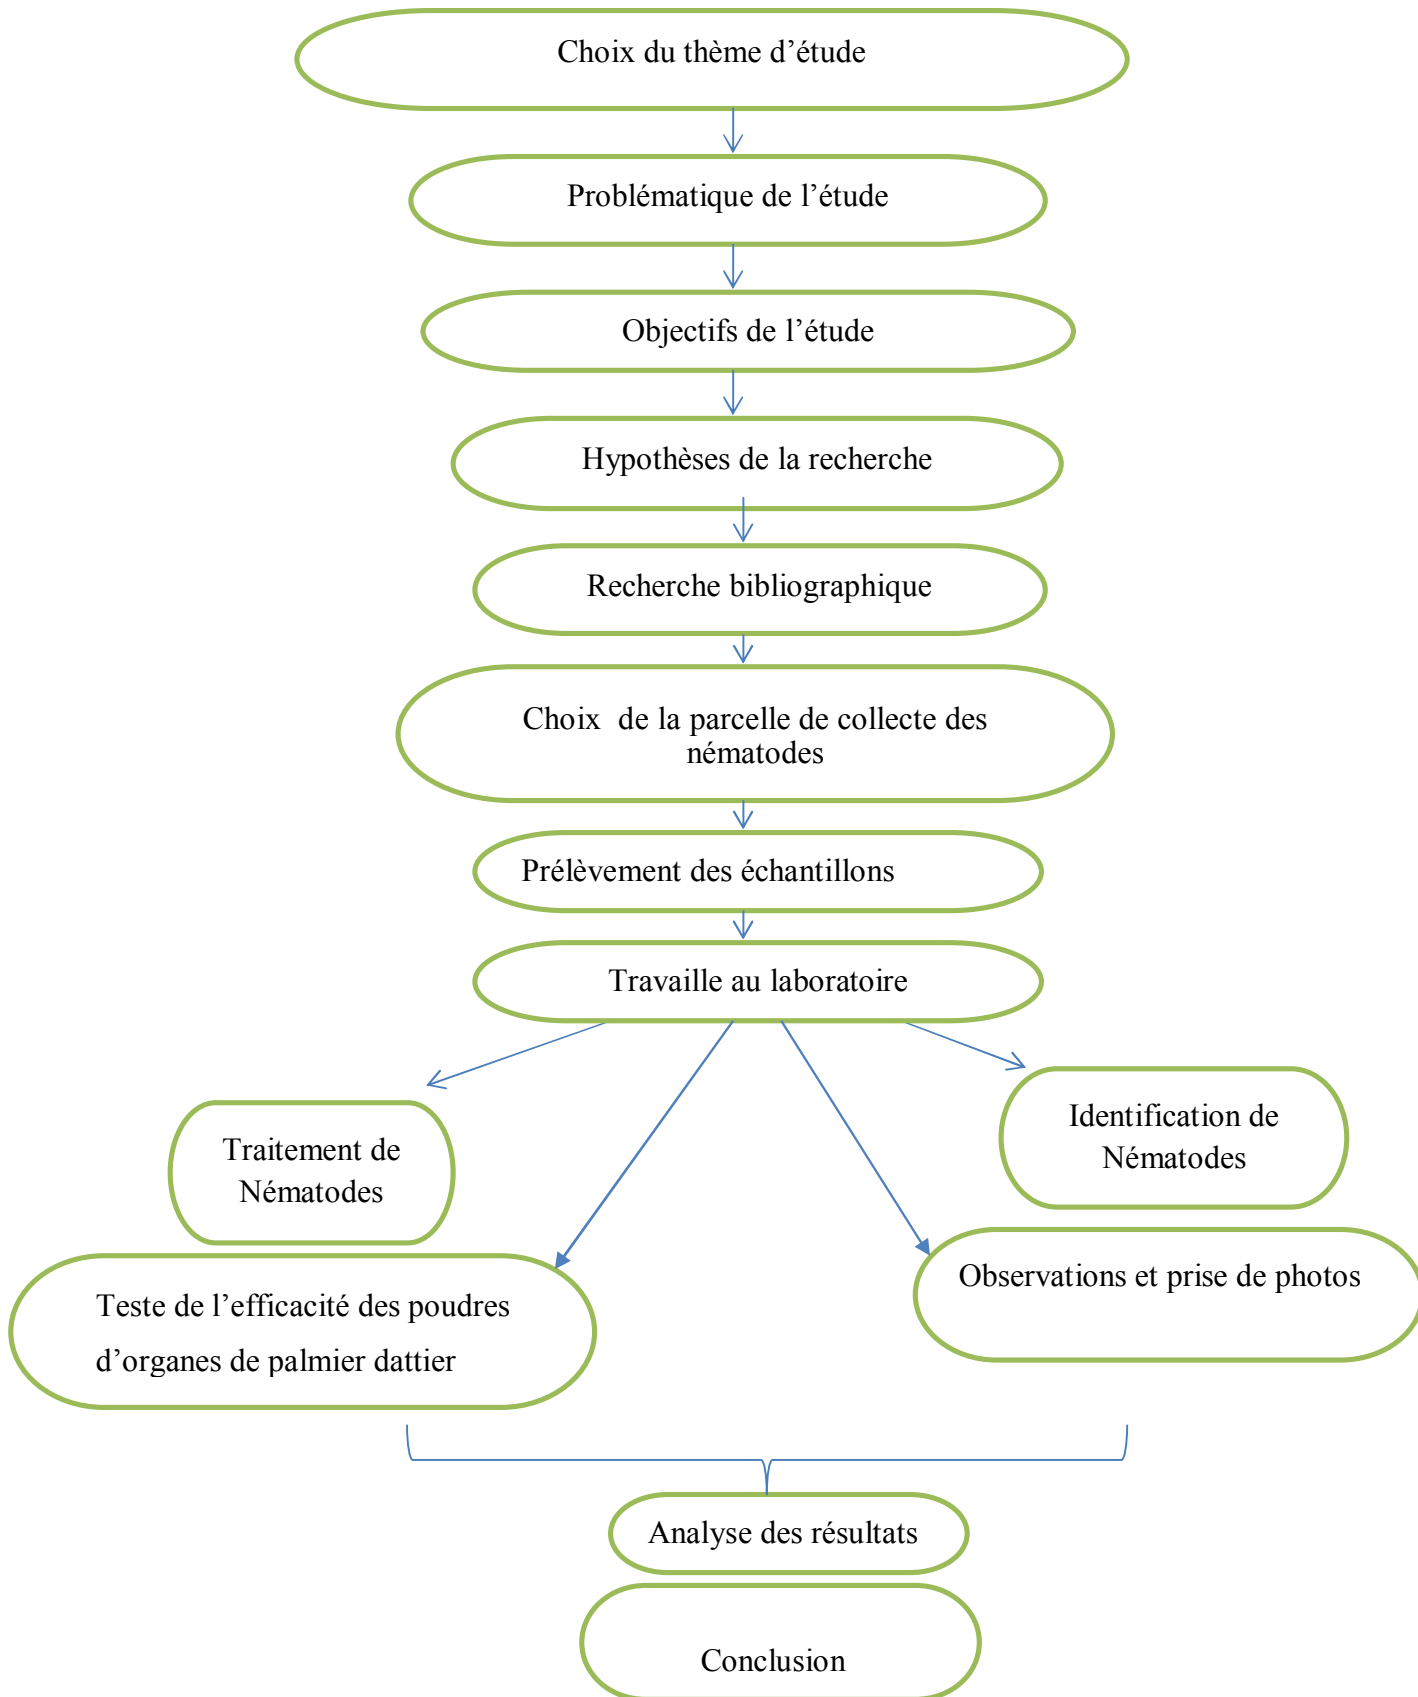 Choix du thème d’étude
Problématique de l’étude
Objectifs de l’étude
Hypothèses de la recherche
Recherche bibliographique
Choix  de la parcelle de collecte des
nématodes
Prélèvement des échantillons
Travaille au laboratoire
Traitement de
Nématodes
Identification de
Nématodes
Teste de l’efficacité des poudres
d’organes de palmier dattier
Observations et prise de photos
Analyse des résultats
Conclusion